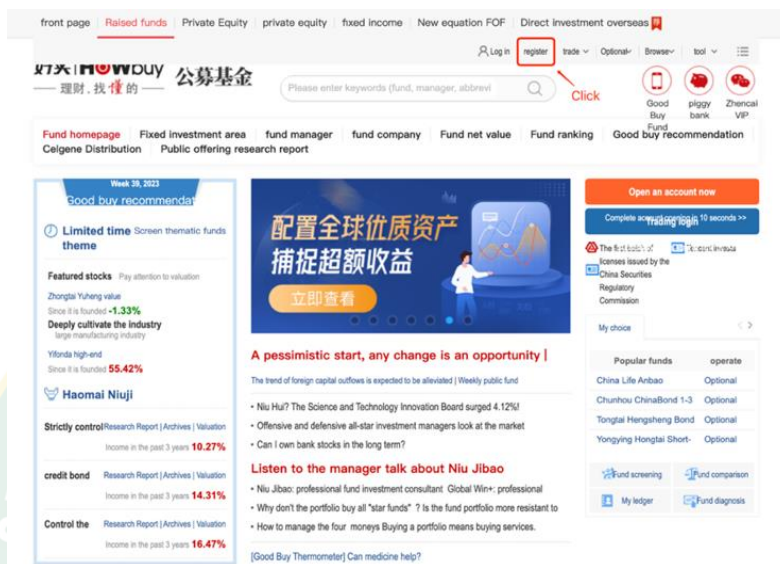 front page Raised funds Private Equity private equity fixed income New equation FOF Direct investment overseas
Log in register trade Optional Browse tool
好买 HOWbuy 公募基金
理财.找懂的
Please enter keywords (fund, manager, abbrevi
Click
Good Buy Fund
piggy bank
Zhencai VIP
Fund homepage Fixed investment area fund manager fund company Fund net value Fund ranking Good buy recommendation
Celgene Distribution Public offering research report
Week 39, 2023
Good buy recommendat
Limited time theme
Screen thematic funds
Featured stocks Pay attention to valuation
Zhongtai Yuheng value
Since it is founded -1.33%
Deeply cultivate the industry
large manufacturing industry
Yifonda high-end
Since it is founded 55.42%
Haomai Niuji
Strictly control Research Report | Archives | Valuation
Income in the past 3 years 10.27%
credit bond Research Report | Archives | Valuation
Income in the past 3 years 14.31%
Control the Research Report | Archives | Valuation
Income in the past 3 years 16.47%
配置全球优质资产
捕捉超额收益
立即查看
A pessimistic start, any change is an opportunity |
The trend of foreign capital outflows is expected to be alleviated | Weekly public fund
• Niu Hui? The Science and Technology Innovation Board surged 4.12%!
• Offensive and defensive all-star investment managers look at the market
• Can I own bank stocks in the long term?
Listen to the manager talk about Niu Jibao
• Niu Jibao: professional fund investment consultant Global Win+: professional
• Why don't the portfolio buy all "star funds" ? Is the fund portfolio more resistant to
• How to manage the four moneys Buying a portfolio means buying services.
[Good Buy Thermometer] Can medicine help?
Open an account now
Complete account opening in 10 seconds >>
Trading login
The first batch of licenses issued by the China Securities Regulatory Commission
Tencent invests
My choice
Popular funds operate
China Life Anbao Optional
Chunhou ChinaBond 1-3 Optional
Tongtai Hengsheng Bond Optional
Yongying Hongtai Short- Optional
Fund screening Fund comparison
My ledger Fund diagnosis